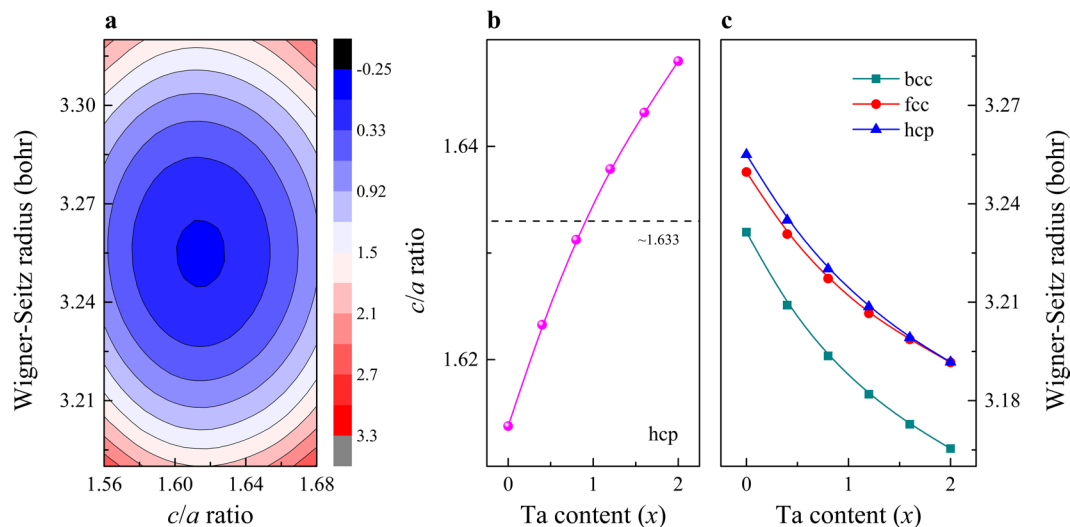 a
b
c
3.30
3.27
3.24
3.21
1.56
1.60
1.64
1.68
Wigner-Seitz radius (bohr)
c/a ratio
-0.25
0.33
0.92
1.5
2.1
2.7
3.3
1.64
1.62
c/a ratio
~1.633
hcp
0
1
2
Ta content (x)
bcc
fcc
hcp
3.27
3.24
3.21
3.18
Wigner-Seitz radius (bohr)
0
1
2
Ta content (x)